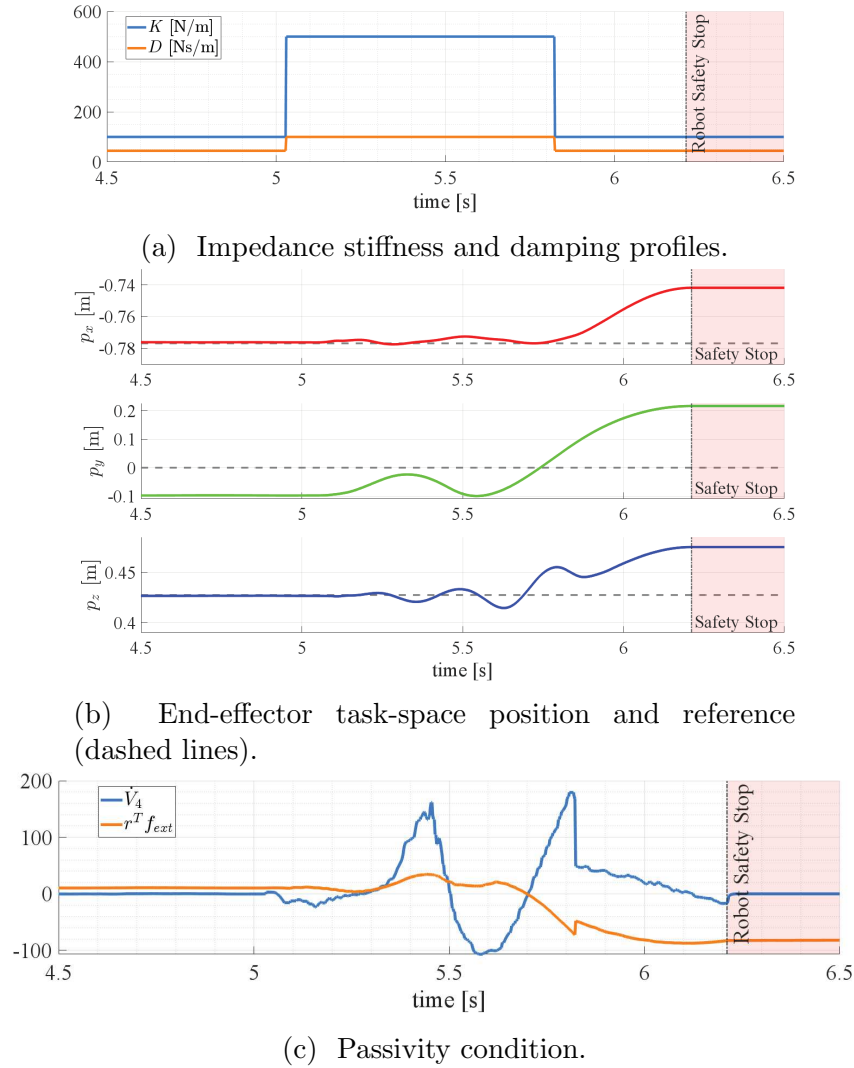 600
400
200
0
K [N/m]
D [Ns/m]
Robot Safety Stop
4.5 5 5.5 6 6.5
time [s]
(a) Impedance stiffness and damping profiles.
-0.74
-0.76
-0.78
p_x [m]
Safety Stop
4.5 5 5.5 6 6.5
0.2
0.1
0
-0.1
p_y [m]
Safety Stop
4.5 5 5.5 6 6.5
0.45
0.4
p_z [m]
Safety Stop
4.5 5 5.5 6 6.5
time [s]
(b) End-effector task-space position and reference
(dashed lines).
200
100
0
-100
V̇_4
r^T f_{ext}
Robot Safety Stop
4.5 5 5.5 6 6.5
time [s]
(c) Passivity condition.